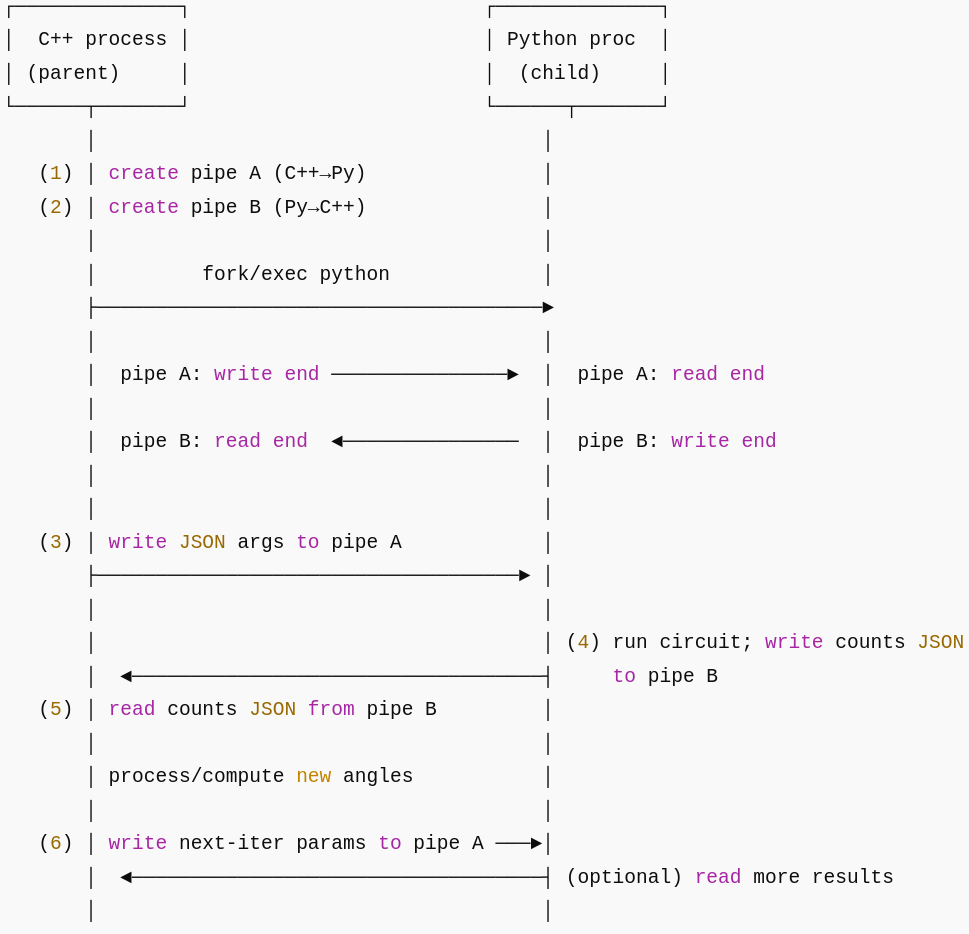 C++ process Python proc
(parent) (child)
(1) create pipe A (C++→Py)
(2) create pipe B (Py→C++)
fork/exec python
pipe A: write end pipe A: read end
pipe B: read end pipe B: write end
(3) write JSON args to pipe A
(4) run circuit; write counts JSON
to pipe B
(5) read counts JSON from pipe B
process/compute new angles
(6) write next-iter params to pipe A
(optional) read more results